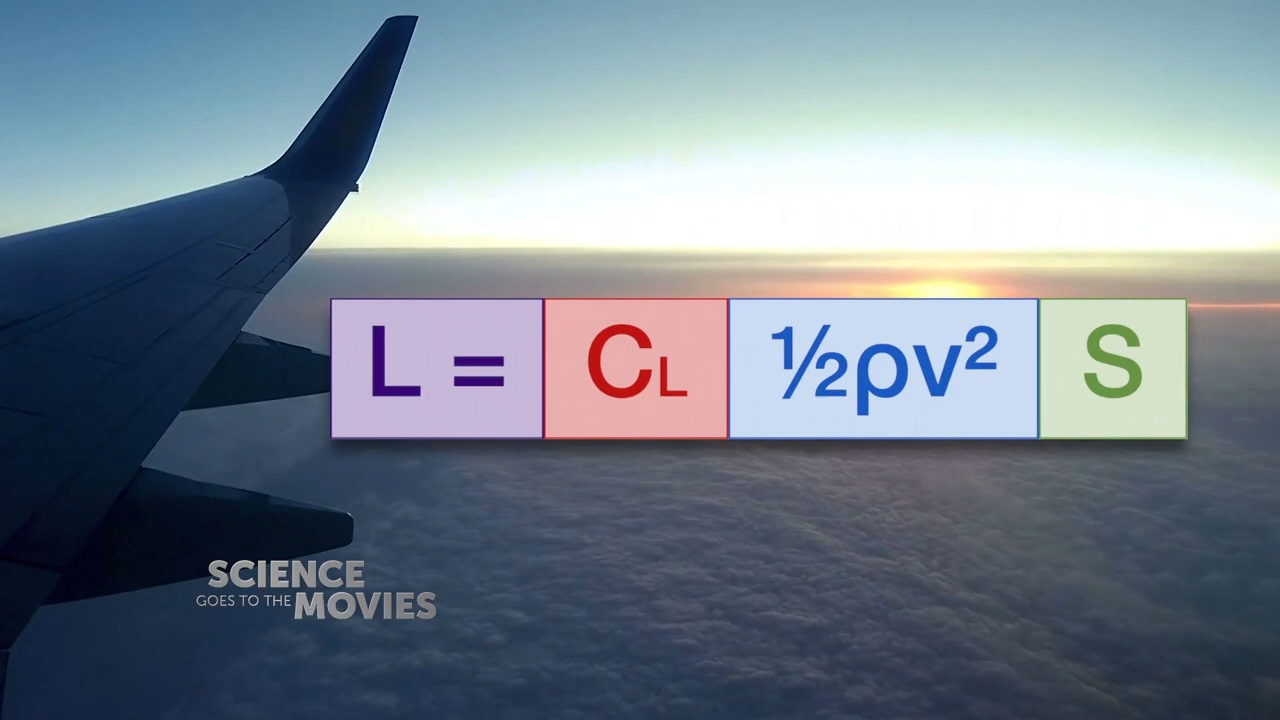 L = CL ½ρv² S
SCIENCE
GOES TO THE MOVIES